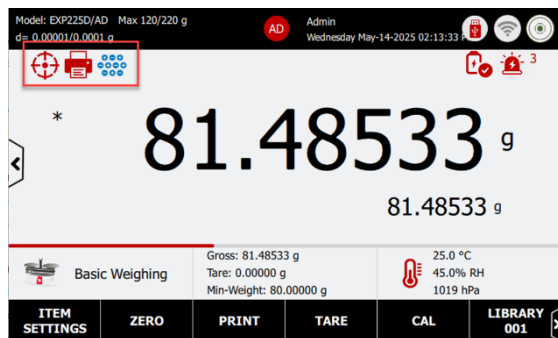 Model: EXP225D/AD Max 120/220 g
d= 0.00001/0.0001 g
AD
Admin
Wednesday May-14-2025 02:13:33
3
*
81.48533 g
81.48533 g
Basic Weighing
Gross: 81.48533 g
Tare: 0.00000 g
Min-Weight: 80.00000 g
25.0 °C
45.0% RH
1019 hPa
ITEM SETTINGS
ZERO
PRINT
TARE
CAL
LIBRARY 001